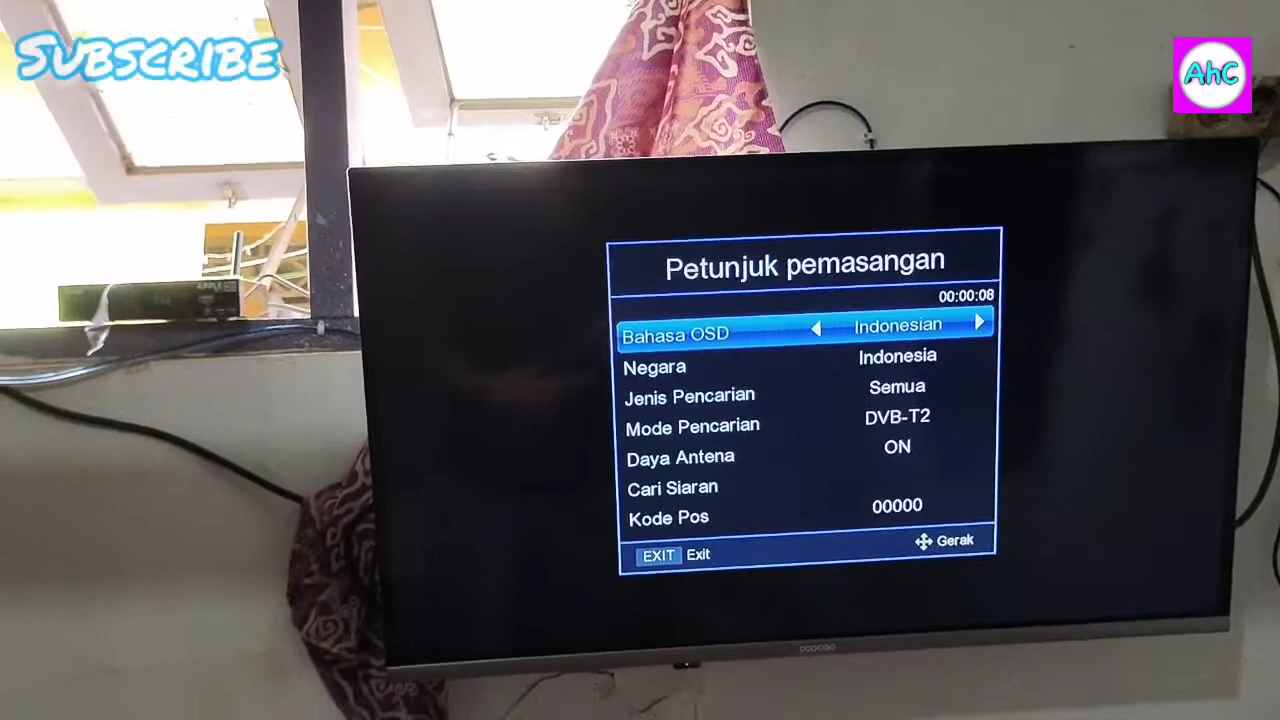 SUBSCRIBE
AhC
Petunjuk pemasangan
00:00:08
Bahasa OSD Indonesian
Negara Indonesia
Jenis Pencarian Semua
Mode Pencarian DVB-T2
Daya Antena ON
Cari Siaran
Kode Pos 00000
EXIT Exit Gerak